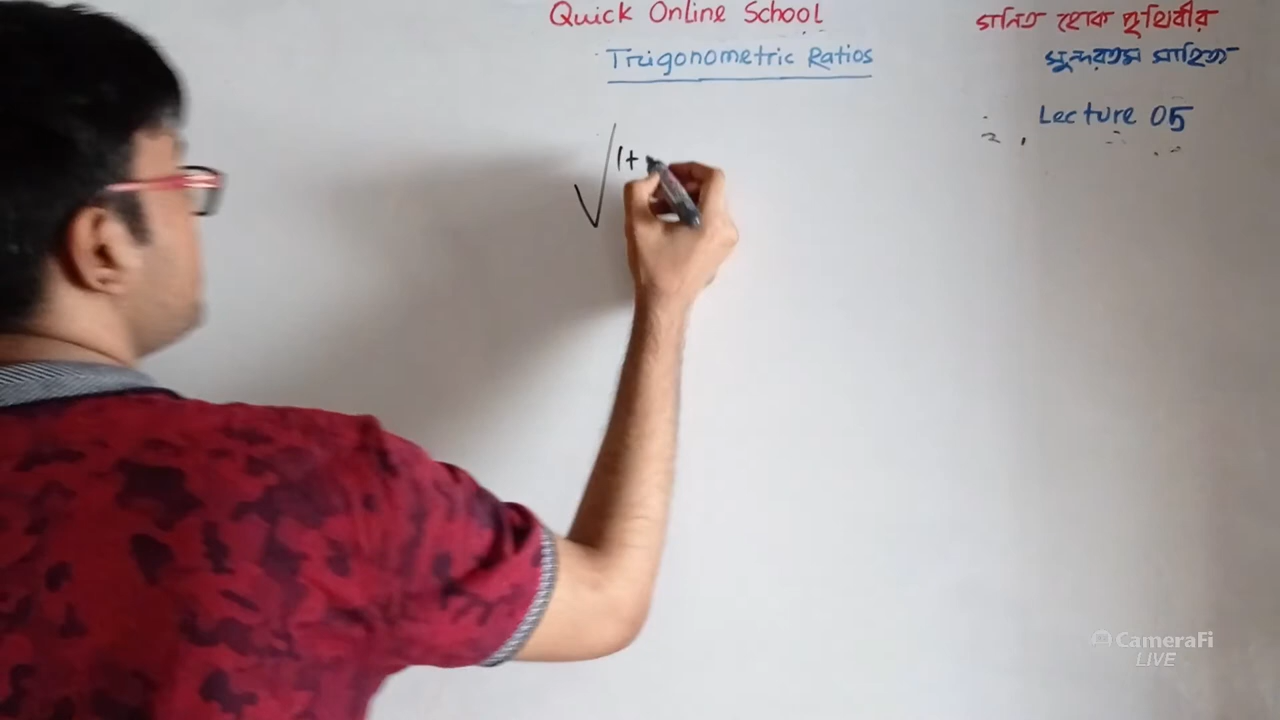 Quick Online School
Trigonometric Ratios
গনিত হোক পৃথিবীর
সুন্দরতম সাহিত্য
Lecture 05
√1+
CameraFi
LIVE